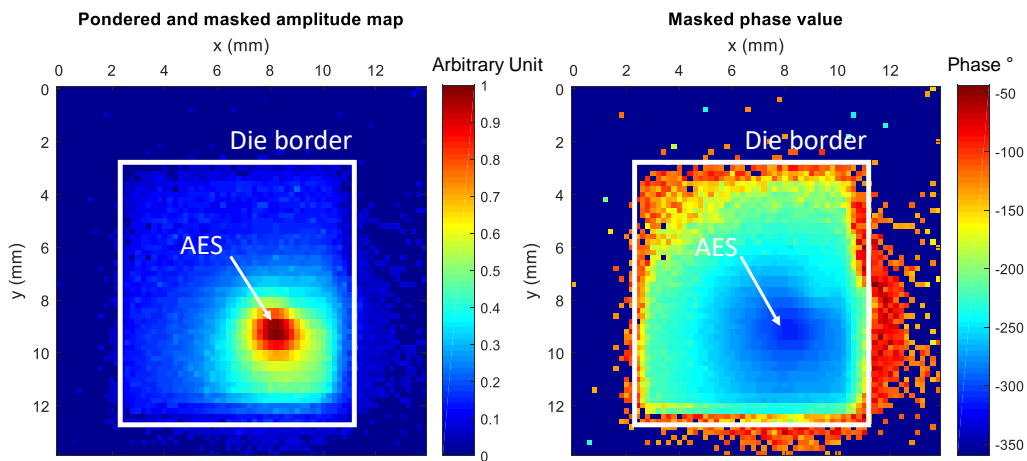 Pondered and masked amplitude map
x (mm)
0 2 4 6 8 10 12
Arbitrary Unit
0
2
4
6
8
10
12
y (mm)
Die border
AES
1
0.9
0.8
0.7
0.6
0.5
0.4
0.3
0.2
0.1
0
Masked phase value
x (mm)
0 2 4 6 8 10 12
Phase °
0
2
4
6
8
10
12
y (mm)
Die border
AES
-50
-100
-150
-200
-250
-300
-350